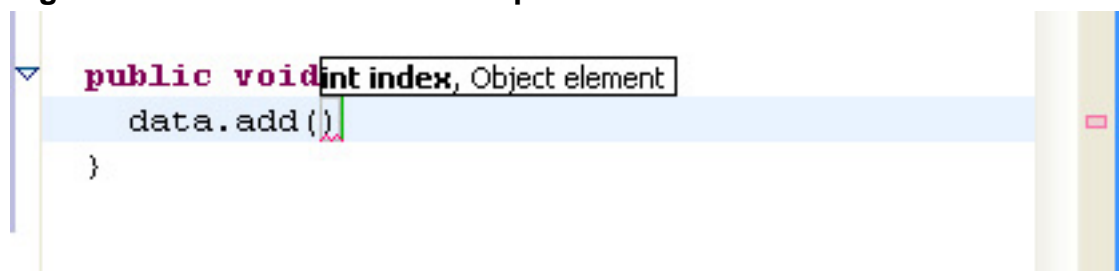 public void int index, Object element
data.add()
}